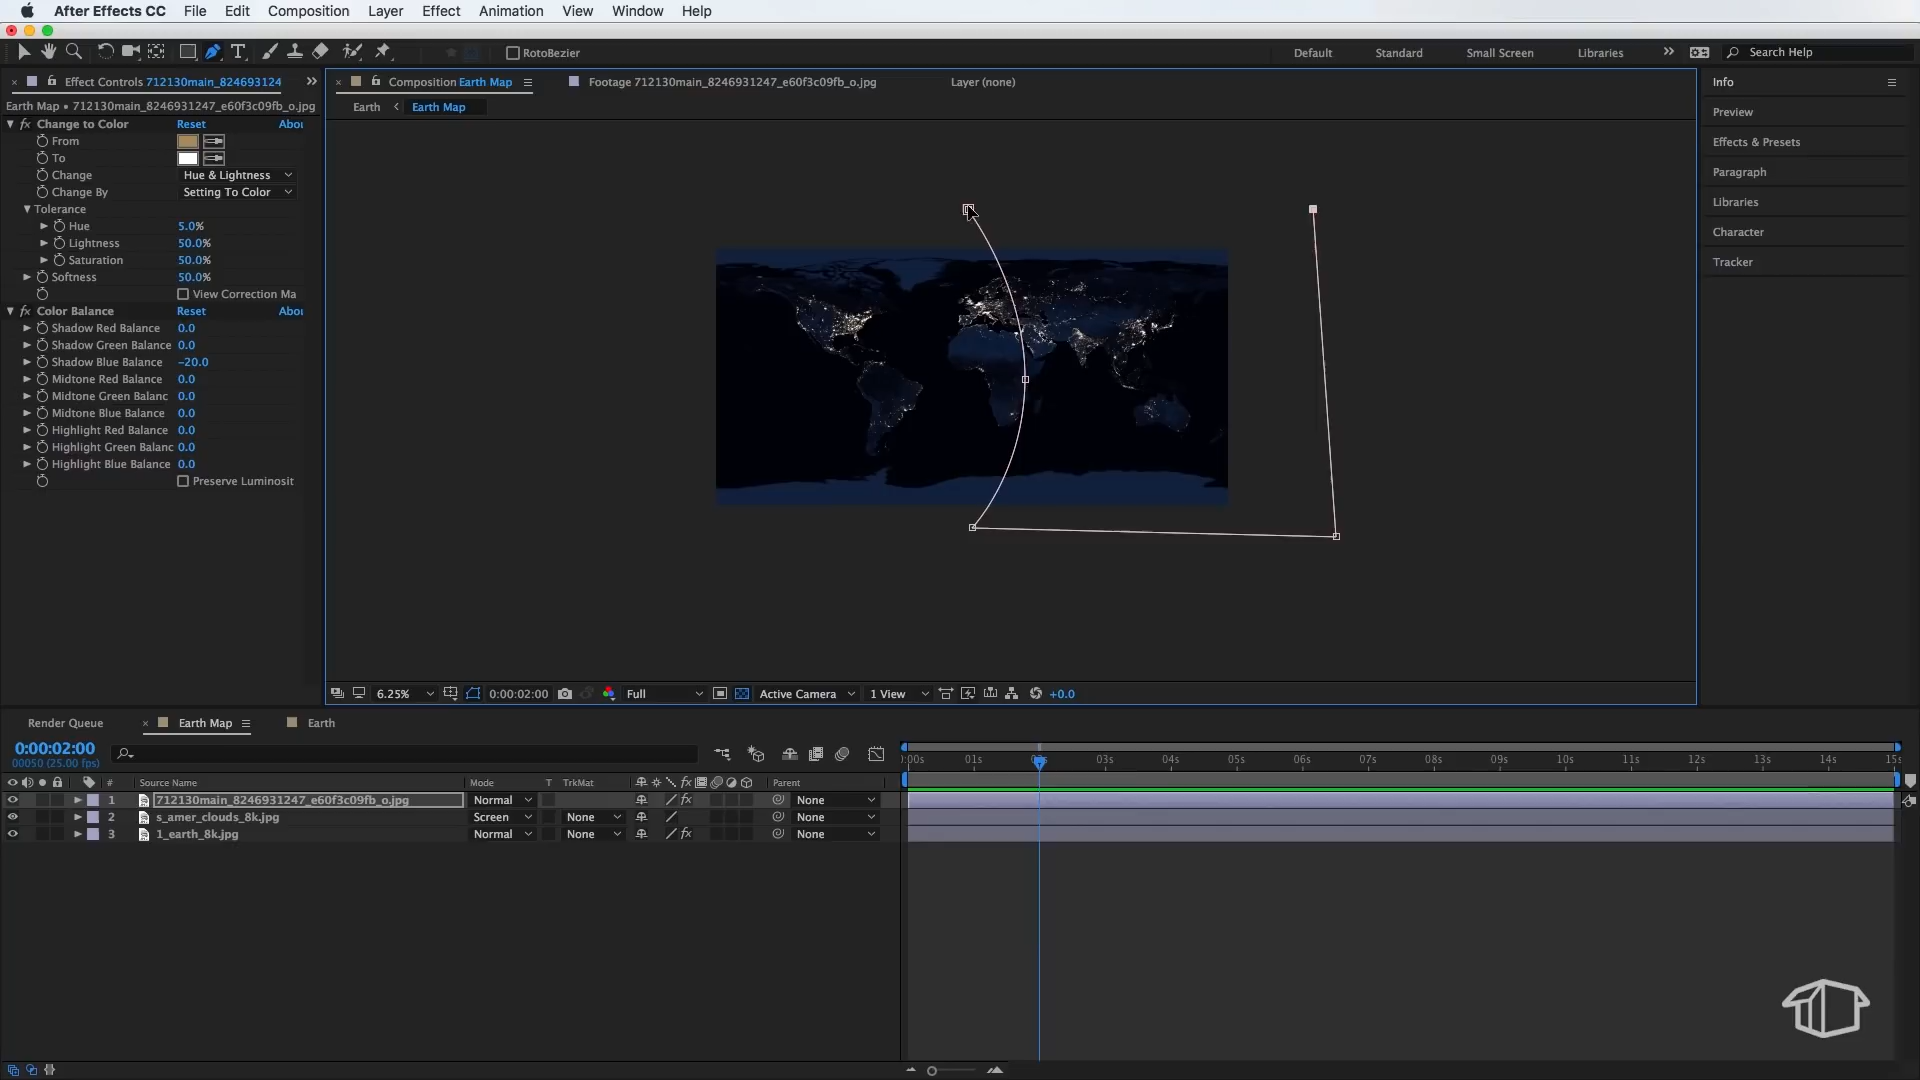 After Effects CC File Edit Composition Layer Effect Animation View Window Help
RotoBezier Default Standard Small Screen Libraries Search Help
Effect Controls 712130main_824693124
Composition Earth Map
Footage 712130main_8246931247_e60f3c09fb_o.jpg
Layer (none)
Earth Map • 712130main_8246931247_e60f3c09fb_o.jpg
Earth
Earth Map
Change to Color Reset Abou
From
To
Change Hue & Lightness
Change By Setting To Color
Tolerance
Hue 5.0%
Lightness 50.0%
Saturation 50.0%
Softness 50.0%
View Correction Ma
Color Balance Reset Abou
Shadow Red Balance 0.0
Shadow Green Balance 0.0
Shadow Blue Balance -20.0
Midtone Red Balance 0.0
Midtone Green Balanc 0.0
Midtone Blue Balance 0.0
Highlight Red Balance 0.0
Highlight Green Balanc 0.0
Highlight Blue Balance 0.0
Preserve Luminosit
Info
Preview
Effects & Presets
Paragraph
Libraries
Character
Tracker
6.25% 0:00:02:00 Full Active Camera 1 View +0.0
Render Queue Earth Map Earth
0:00:02:00
00050 (25.00 fps)
:00s 01s 03s 04s 05s 06s 07s 08s 09s 10s 11s 12s 13s 14s 15s
# Source Name Mode T TrkMat Parent
1 712130main_8246931247_e60f3c09fb_o.jpg Normal None
2 s_amer_clouds_8k.jpg Screen None None
3 1_earth_8k.jpg Normal None None